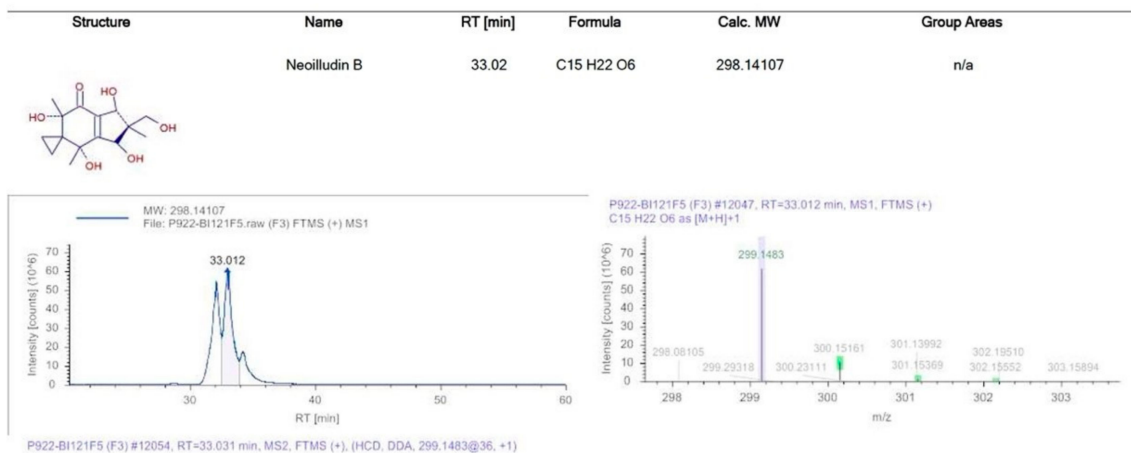 Structure Name RT [min] Formula Calc. MW Group Areas
Neoilludin B 33.02 C15 H22 O6 298.14107 n/a
O
HO
HO
OH
OH
OH
MW: 298.14107
File: P922-BI121F5.raw (F3) FTMS (+) MS1
33.012
Intensity [counts] (10^6)
70
60
50
40
30
20
10
0
30 40 50 60
RT [min]
P922-BI121F5 (F3) #12047, RT=33.012 min, MS1, FTMS (+)
C15 H22 O6 as [M+H]+1
299.1483
Intensity [counts] (10^6)
70
60
50
40
30
20
10
0
298.08105 299.29318 300.15161 300.23111 301.13992 301.15369 302.19510 302.15552 303.15894
298 299 300 301 302 303
m/z
P922-BI121F5 (F3) #12054, RT=33.031 min, MS2, FTMS (+), (HCD, DDA, 299.1483@36, +1)